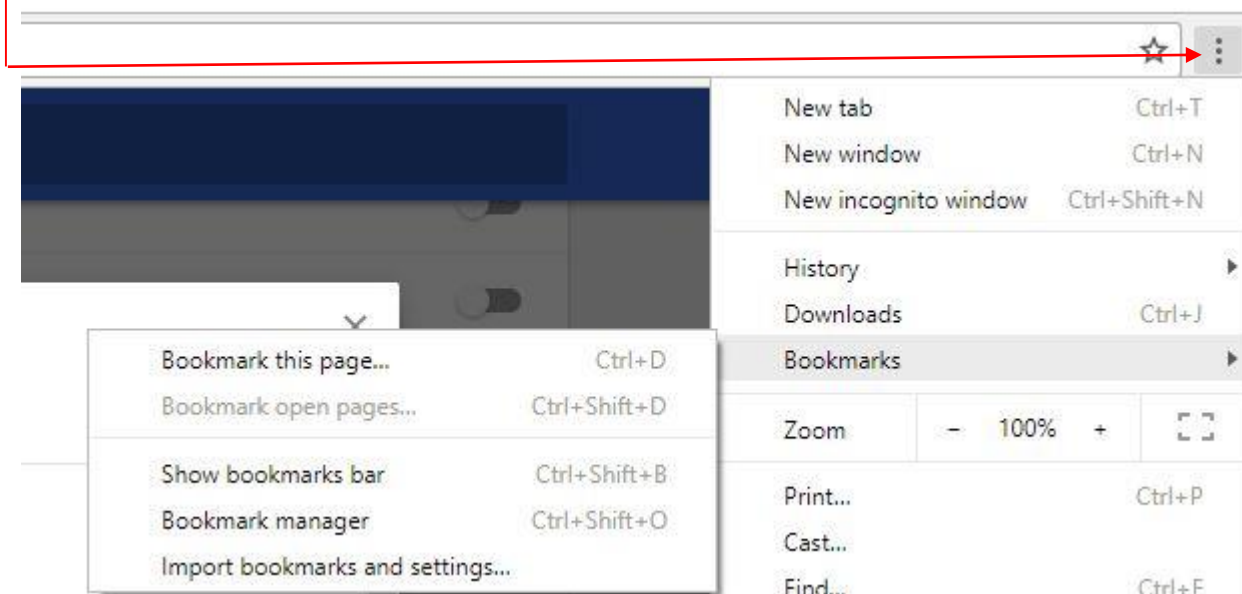 New tab Ctrl+T
New window Ctrl+N
New incognito window Ctrl+Shift+N
History
Downloads Ctrl+J
Bookmarks
Zoom – 100% +
Print... Ctrl+P
Cast...
Find... Ctrl+F
Bookmark this page... Ctrl+D
Bookmark open pages... Ctrl+Shift+D
Show bookmarks bar Ctrl+Shift+B
Bookmark manager Ctrl+Shift+O
Import bookmarks and settings...